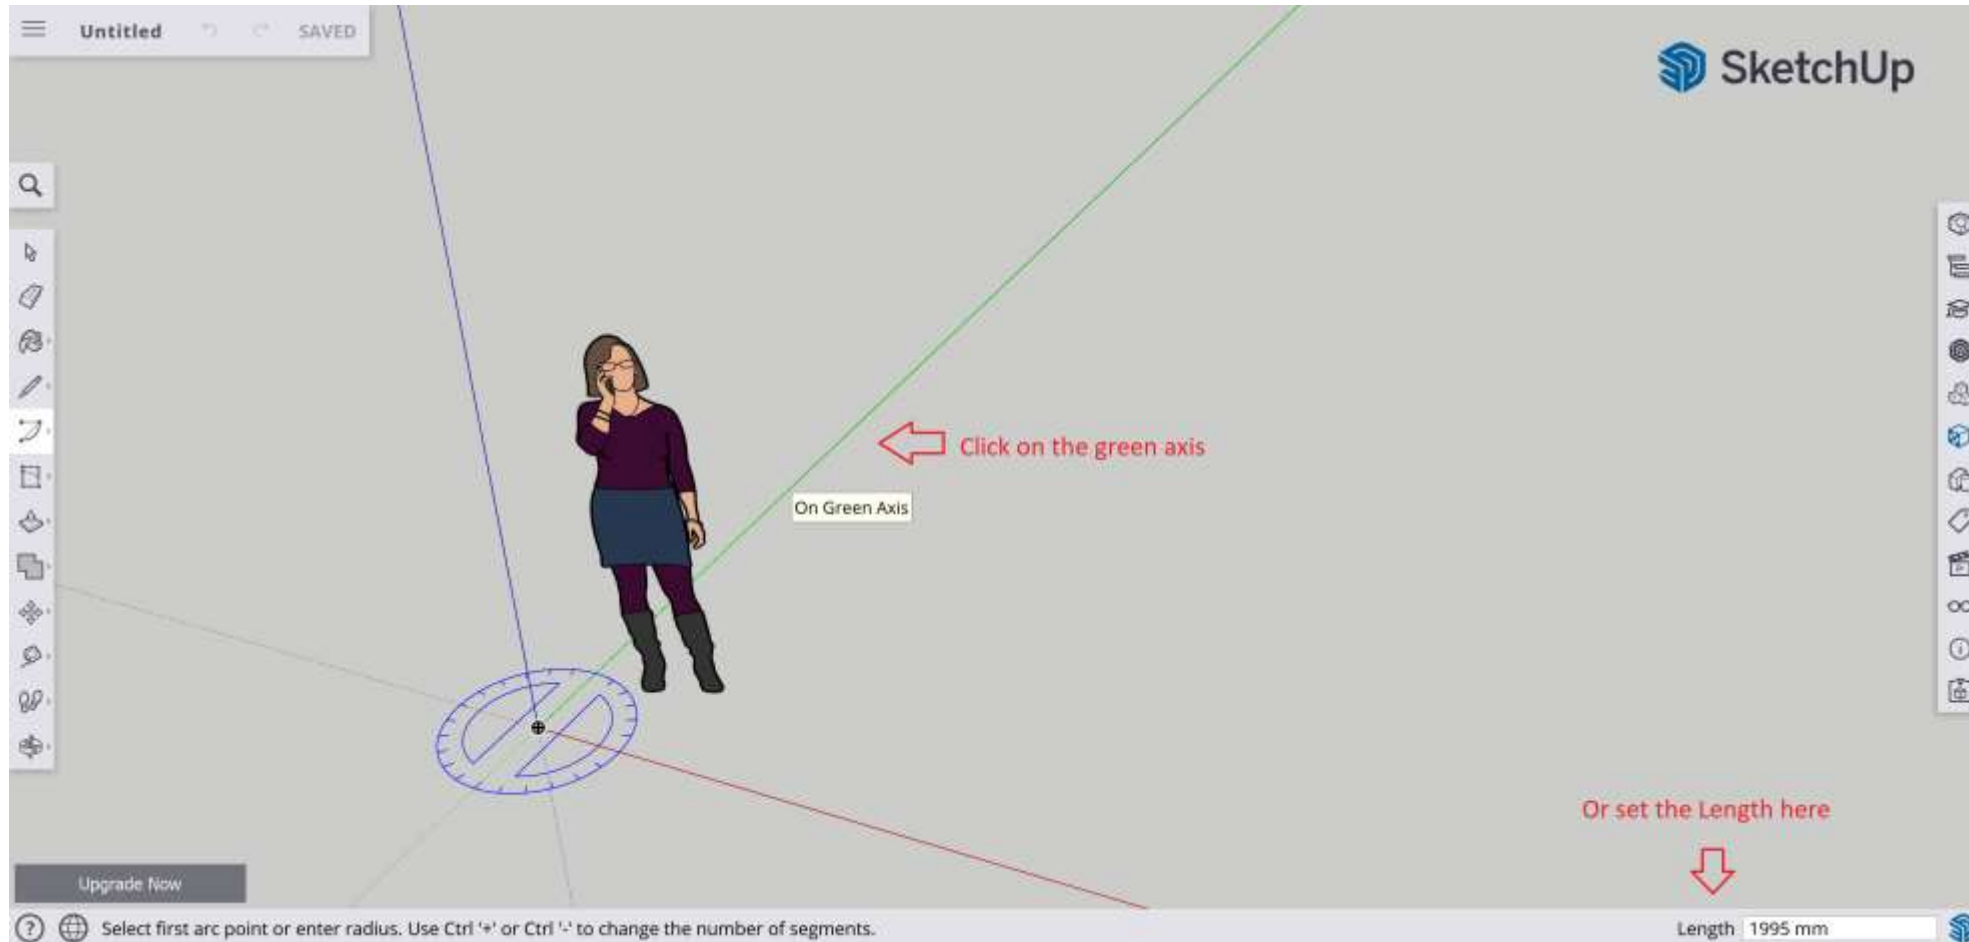 Untitled SAVED
SketchUp
Click on the green axis
On Green Axis
Or set the Length here
Upgrade Now
Select first arc point or enter radius. Use Ctrl '+' or Ctrl '-' to change the number of segments.
Length 1995 mm